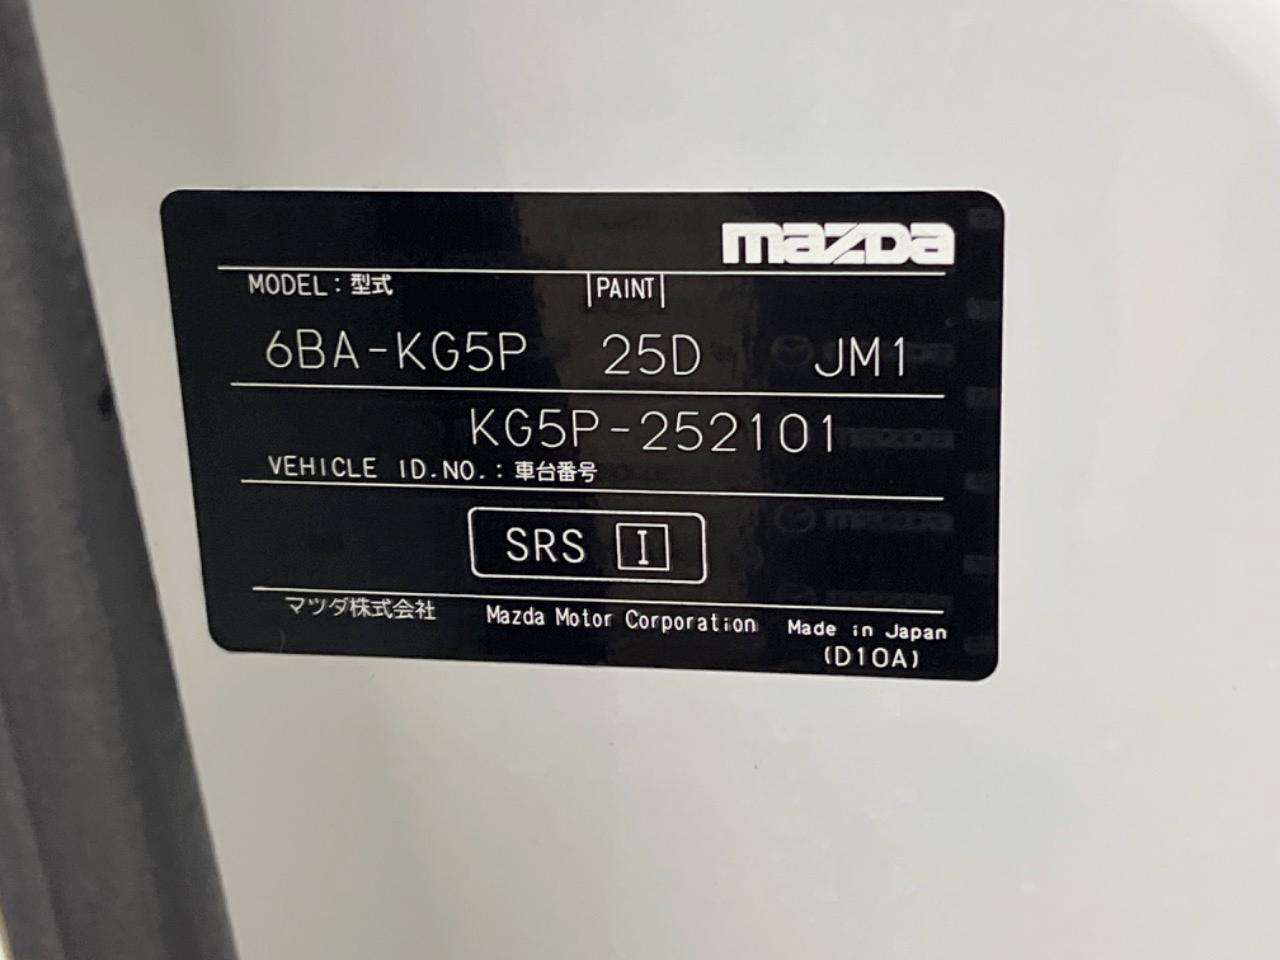 mazda
MODEL : 型式 PAINT
6BA-KG5P 25D JM1
KG5P-252101
VEHICLE ID.NO. : 車台番号
SRS I
マツダ株式会社 Mazda Motor Corporation Made in Japan
(D10A)